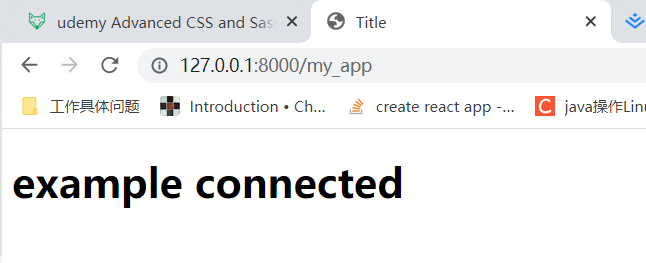 udemy Advanced CSS and Sas
Title
127.0.0.1:8000/my_app
工作具体问题
Introduction • Ch...
create react app -...
java操作Linu
example connected